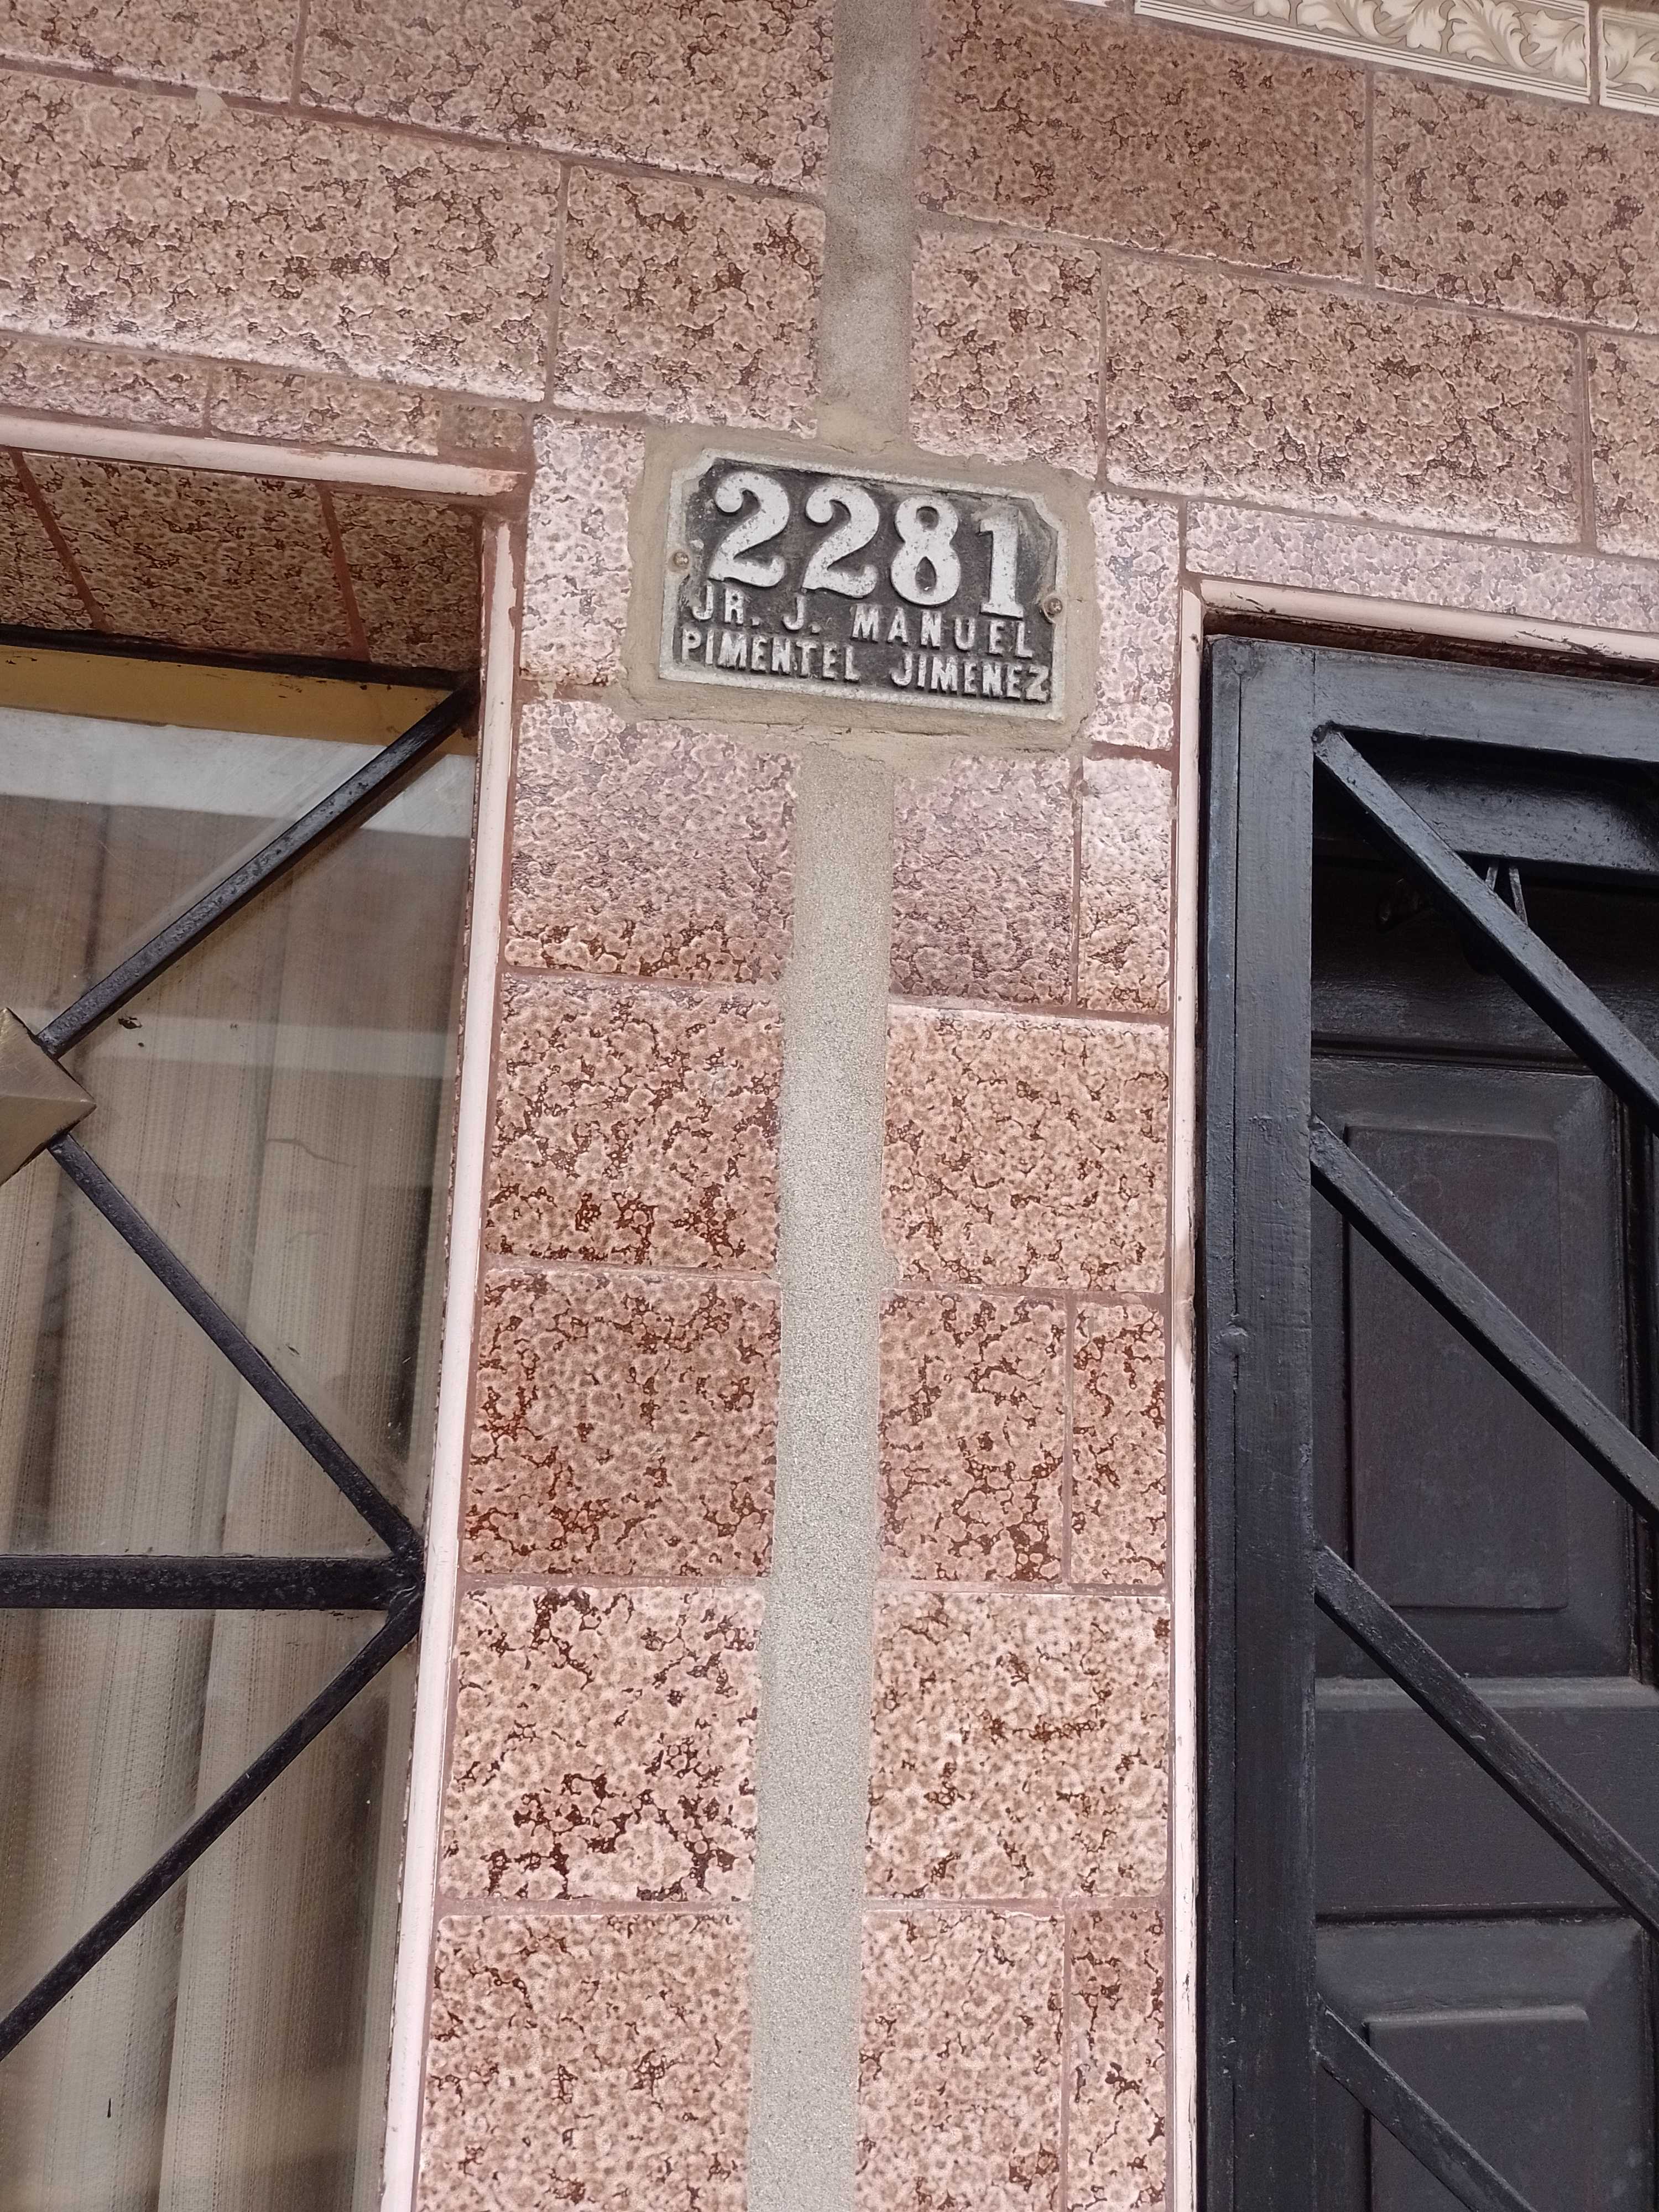 2281
JR. J. MANUEL
PIMENTEL JIMENEZ